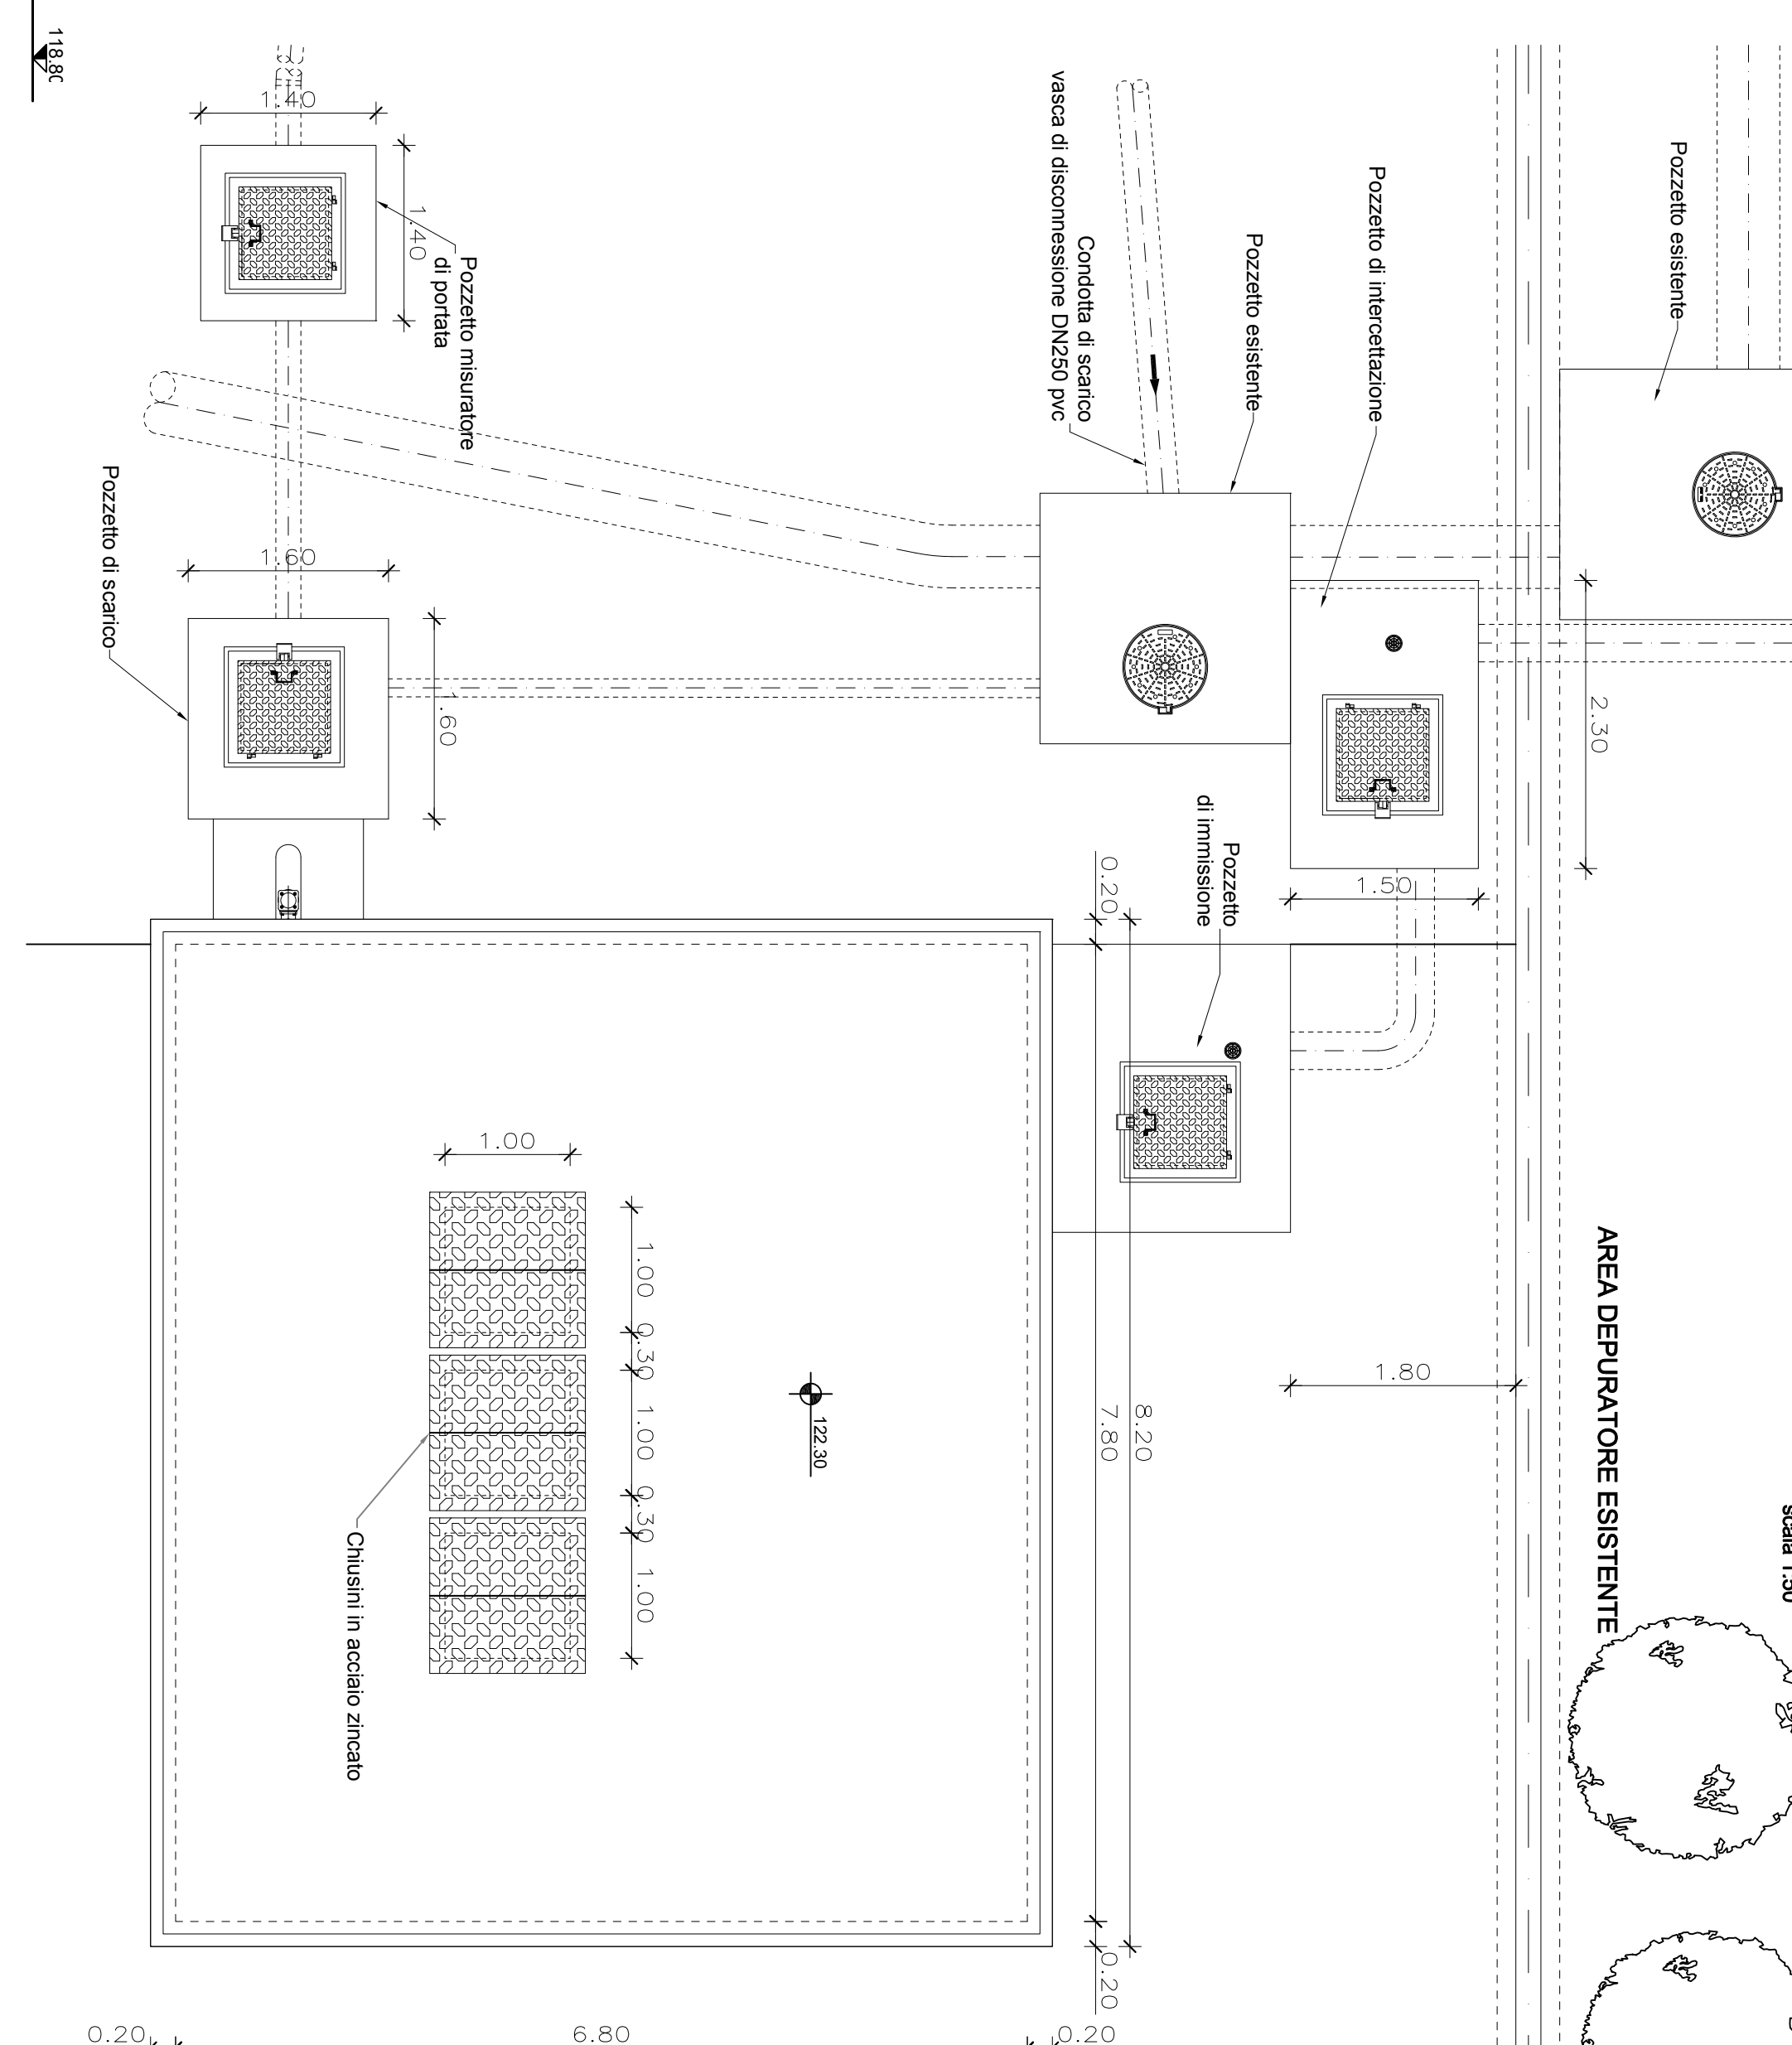 118.80
1.40
1.40
Pozzetto misuratore
di portata
Pozzetto di scarico
1.60
1.60
Condotta di scarico
vasca di disconnessione DN250 pvc
Pozzetto esistente
Pozzetto di intercettazione
Pozzetto esistente
2.30
1.50
Pozzetto
di immissione
0.20
1.80
8.20
7.80
0.20
AREA DEPURATORE ESISTENTE
scala 1:50
1.00
1.00
0.30
1.00
0.30
1.00
122.30
Chiusini in acciaio zincato
0.20
6.80
0.20